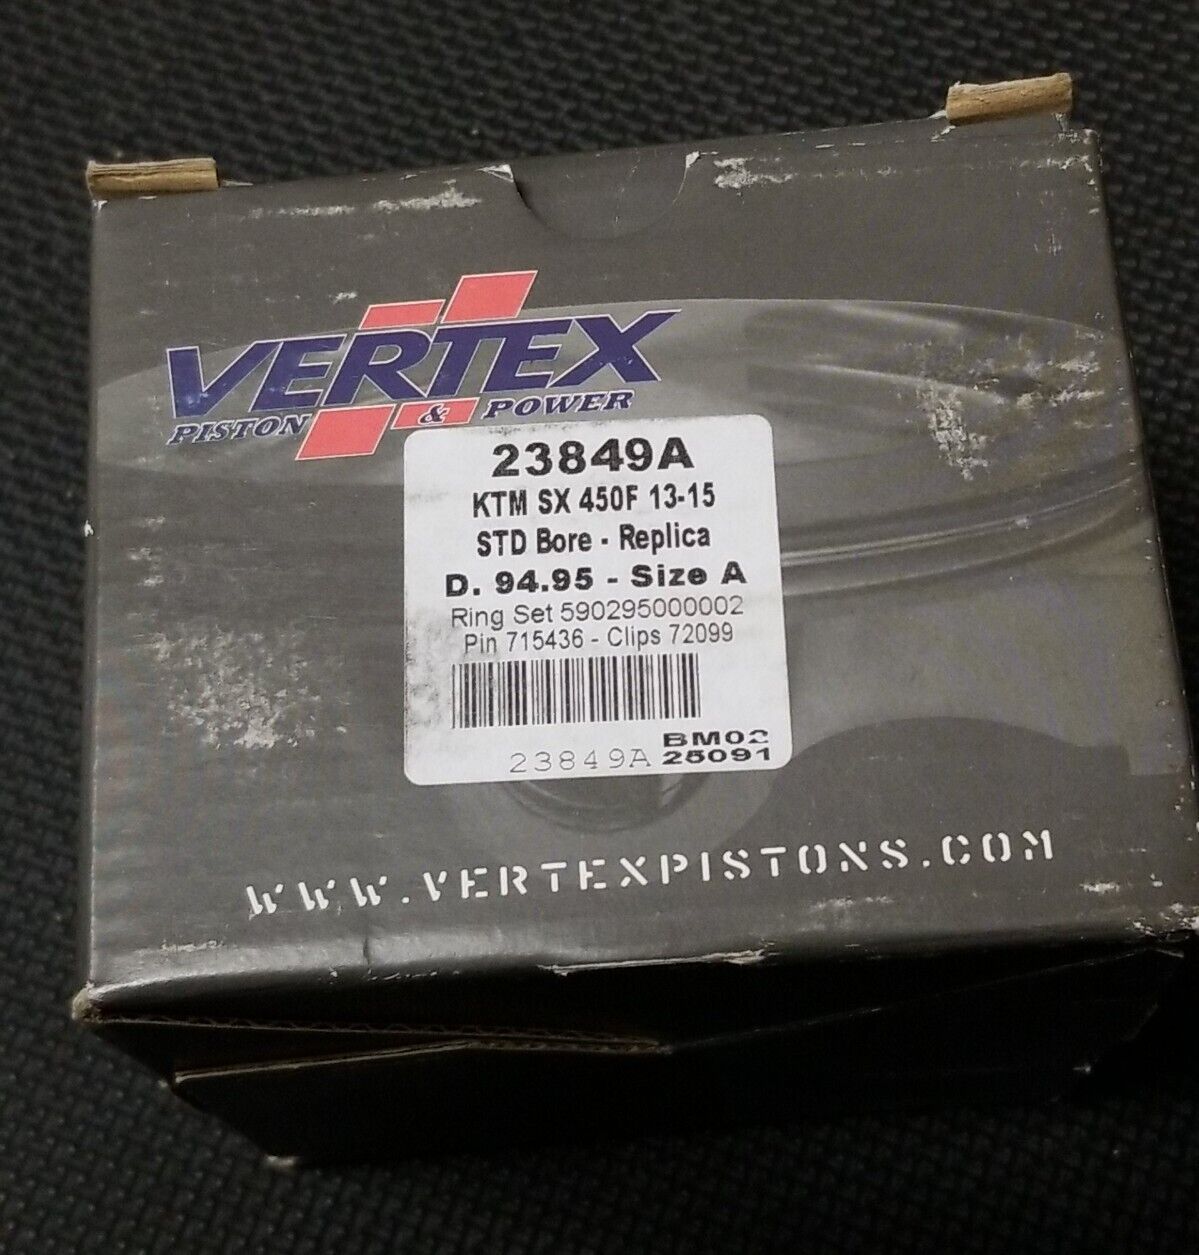 VERTEX
PISTON & POWER
23849A
KTM SX 450F 13-15
STD Bore - Replica
D. 94.95 - Size A
Ring Set 590295000002
Pin 715436 - Clips 72099
23849A
BM02
25091
WWW.VERTEXPISTONS.COM